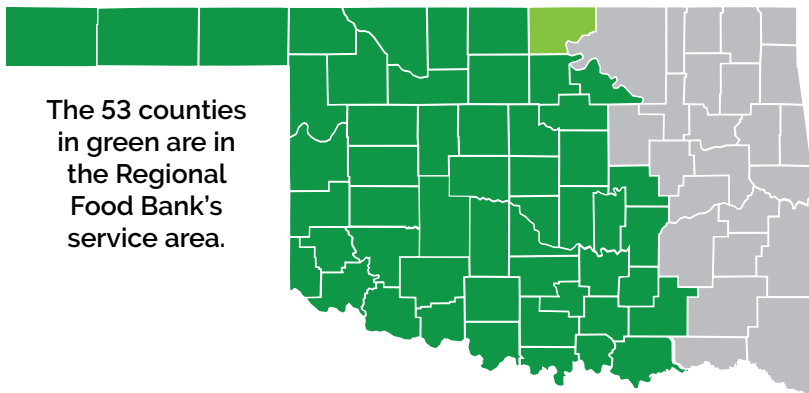 The 53 counties
in green are in
the Regional
Food Bank's
service area.